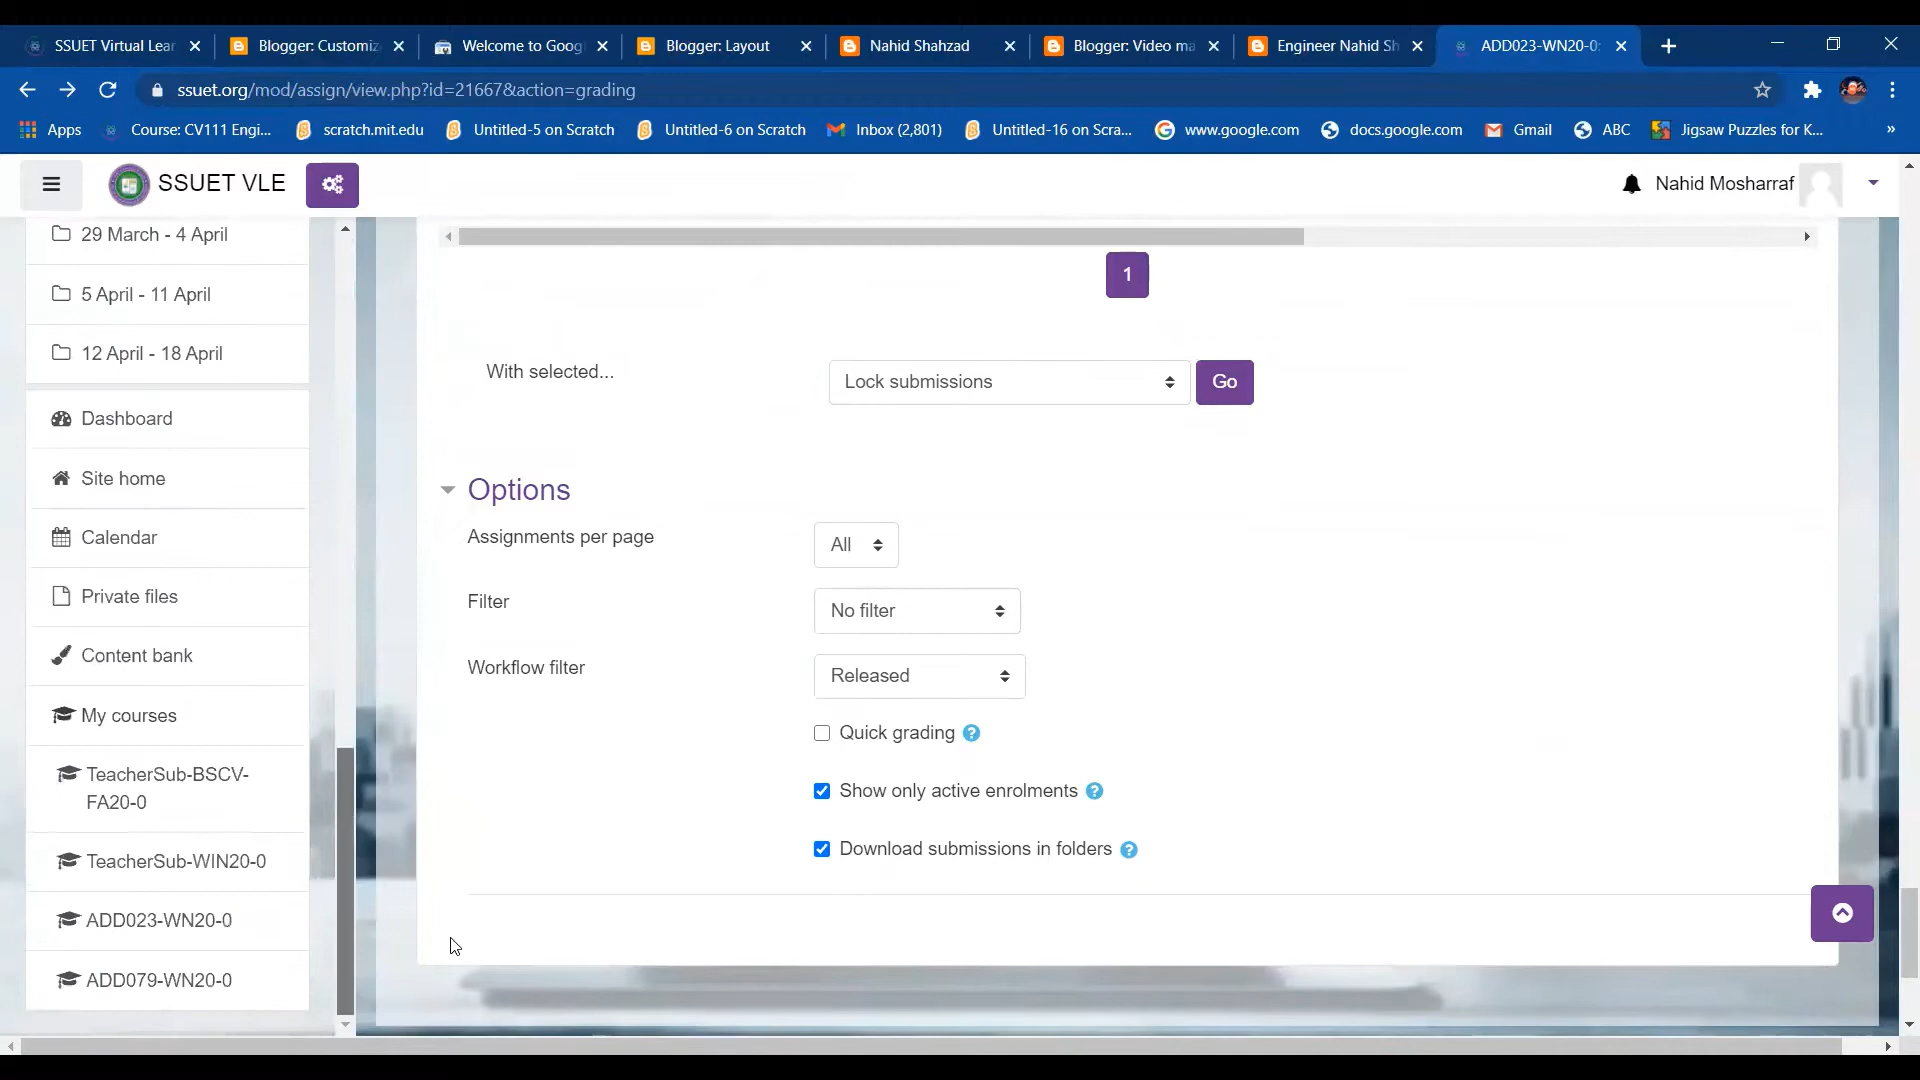 SSUET Virtual Lear
Blogger: Customiz
Welcome to Goog
Blogger: Layout
Nahid Shahzad
Blogger: Video ma
Engineer Nahid Sh
ADD023-WN20-0:
ssuet.org/mod/assign/view.php?id=21667&action=grading
Apps
Course: CV111 Engi...
scratch.mit.edu
Untitled-5 on Scratch
Untitled-6 on Scratch
Inbox (2,801)
Untitled-16 on Scra...
www.google.com
docs.google.com
Gmail
ABC
Jigsaw Puzzles for K...
»
SSUET VLE
Nahid Mosharraf
29 March - 4 April
5 April - 11 April
12 April - 18 April
Dashboard
Site home
Calendar
Private files
Content bank
My courses
TeacherSub-BSCV-
FA20-0
TeacherSub-WIN20-0
ADD023-WN20-0
ADD079-WN20-0
1
With selected...
Lock submissions
Go
Options
Assignments per page
All
Filter
No filter
Workflow filter
Released
Quick grading
Show only active enrolments
Download submissions in folders